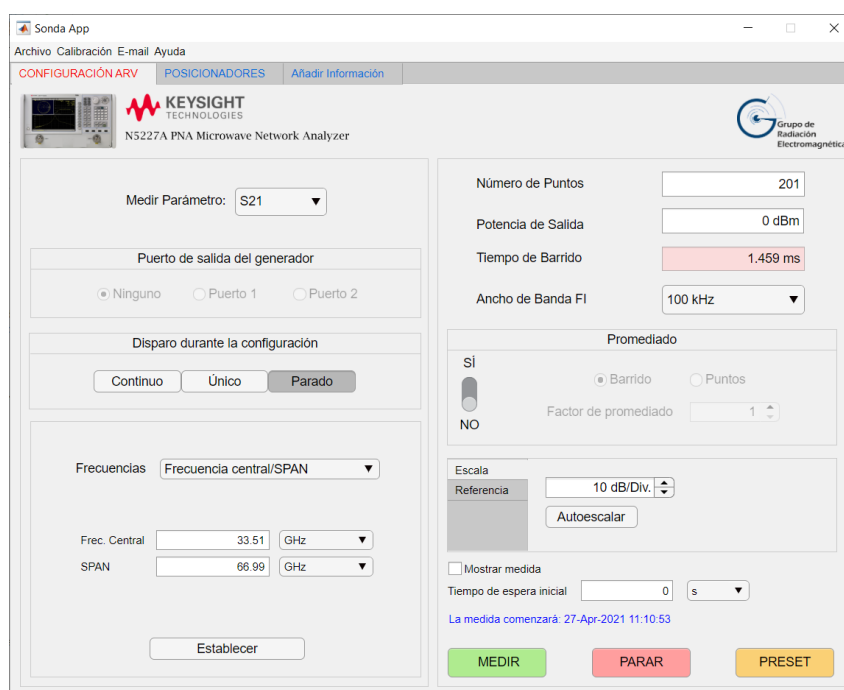 Sonda App
Archivo Calibración E-mail Ayuda
CONFIGURACIÓN ARV
POSICIONADORES
Añadir Información
KEYSIGHT
TECHNOLOGIES
N5227A PNA Microwave Network Analyzer
Grupo de
Radiación
Electromagnética
Medir Parámetro: S21
Puerto de salida del generador
Ninguno Puerto 1 Puerto 2
Disparo durante la configuración
Continuo Único Parado
Frecuencias Frecuencia central/SPAN
Frec. Central 33.51 GHz
SPAN 66.99 GHz
Establecer
Número de Puntos 201
Potencia de Salida 0 dBm
Tiempo de Barrido 1.459 ms
Ancho de Banda FI 100 kHz
Promediado
SÌ
NO
Barrido Puntos
Factor de promediado 1
Escala
Referencia
10 dB/Div.
Autoescalar
Mostrar medida
Tiempo de espera inicial 0 s
La medida comenzará: 27-Apr-2021 11:10:53
MEDIR PARAR PRESET